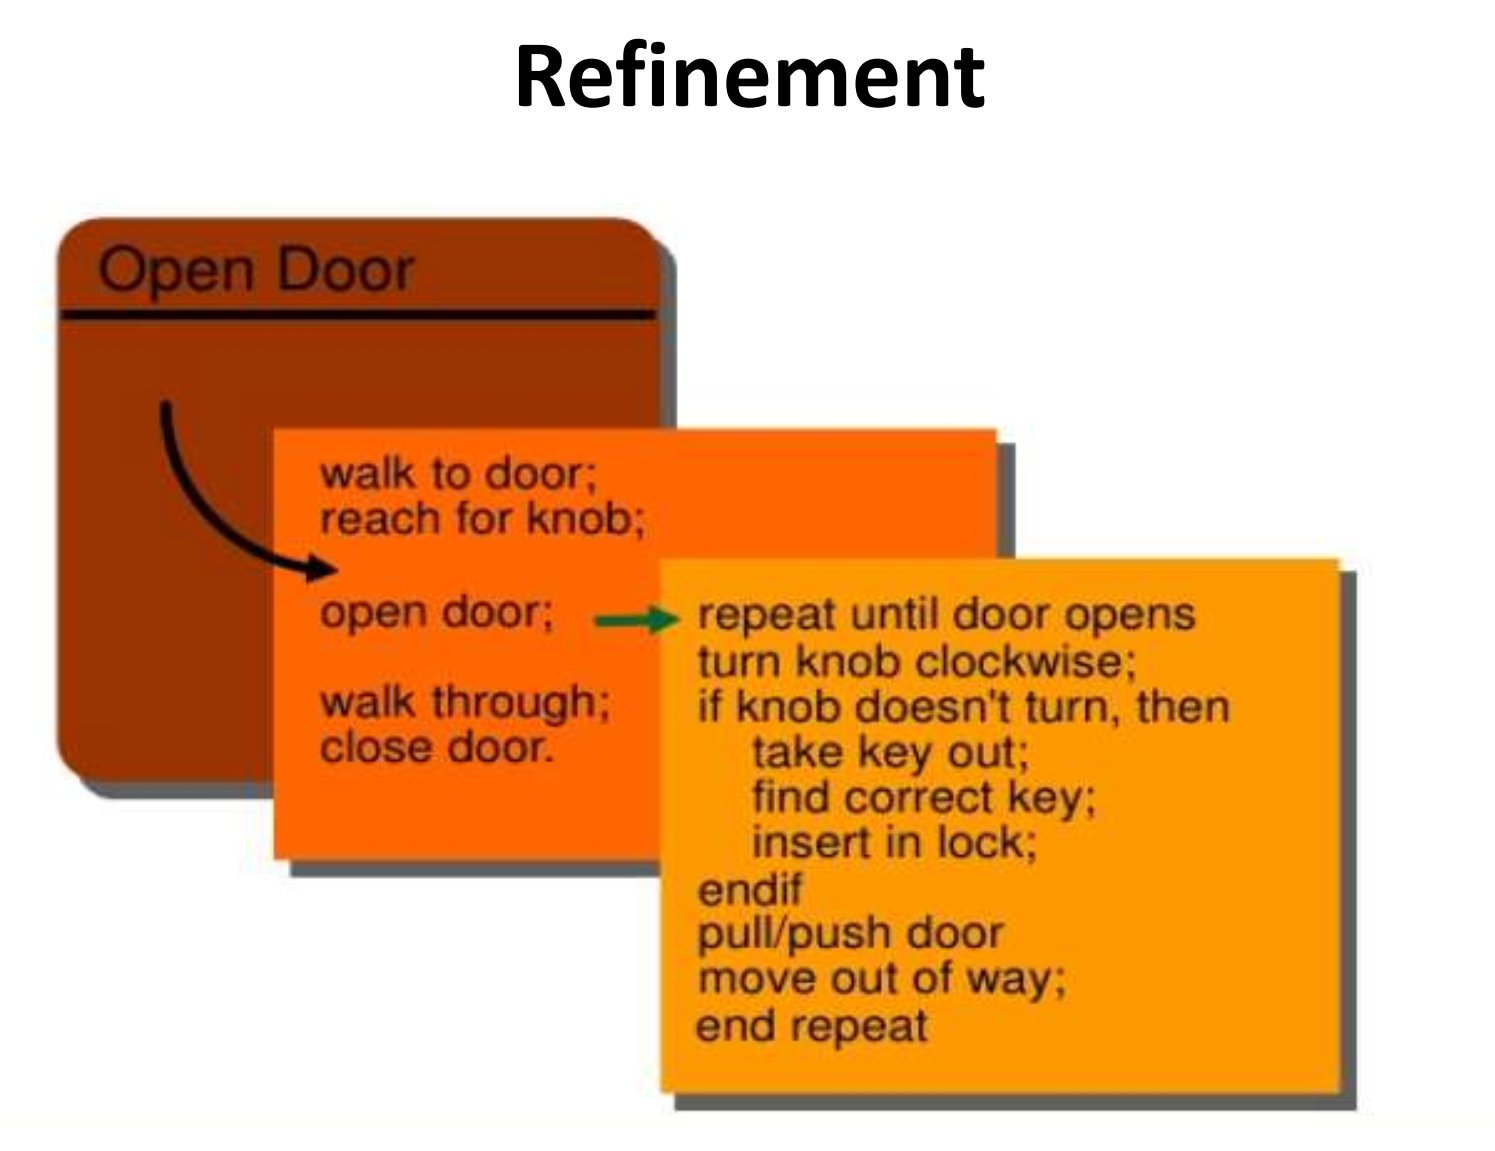 Refinement
Open Door
walk to door;
reach for knob;
open door;
walk through;
close door.
repeat until door opens
turn knob clockwise;
if knob doesn't turn, then
take key out;
find correct key;
insert in lock;
endif
pull/push door
move out of way;
end repeat